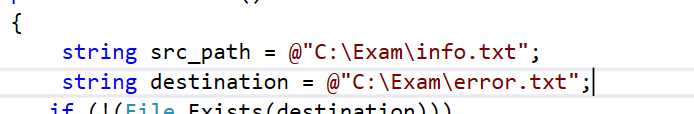 {
string src_path = @"C:\Exam\info.txt";
string destination = @"C:\Exam\error.txt";
if (!(File.Exists(destination)))